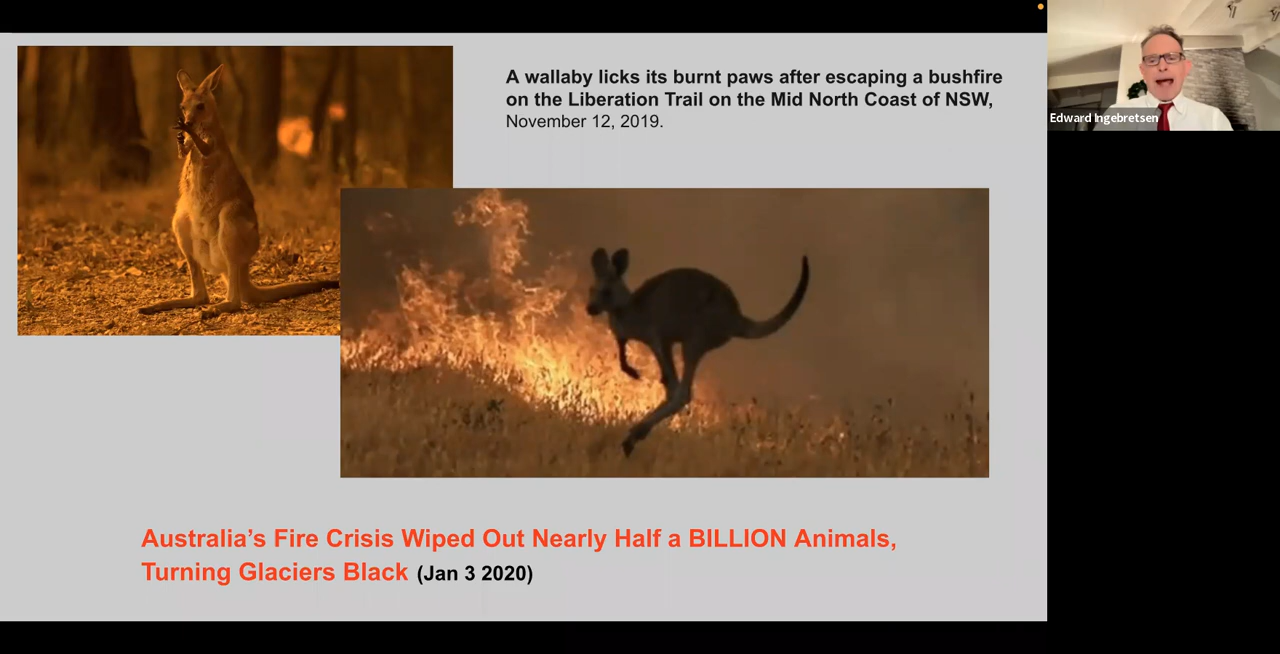 A wallaby licks its burnt paws after escaping a bushfire
on the Liberation Trail on the Mid North Coast of NSW,
November 12, 2019.
Edward Ingebretsen
Australia’s Fire Crisis Wiped Out Nearly Half a BILLION Animals,
Turning Glaciers Black (Jan 3 2020)